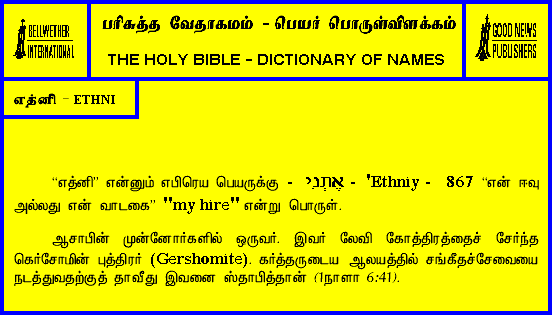 BELLWETHER
INTERNATIONAL
பரிசுத்த வேதாகமம் - பெயர் பொருள்விளக்கம்
THE HOLY BIBLE - DICTIONARY OF NAMES
GOOD NEWS
PUBLISHERS
எத்னி - ETHNI
“எத்னி” என்னும் எபிரெய பெயருக்கு - אֶתְנִי - 'Ethniy - 867 “என் ஈவு
அல்லது என் வாடகை” "my hire" என்று பொருள்.
ஆசாபின் முன்னோர்களில் ஒருவர். இவர் லேவி கோத்திரத்தைச் சேர்ந்த
கெர்சோமின் புத்திரர் (Gershomite). கர்த்தருடைய ஆலயத்தில் சங்கீதச்சேவையை
நடத்துவதற்குத் தாவீது இவனை ஸ்தாபித்தான் (1நாளா 6:41).